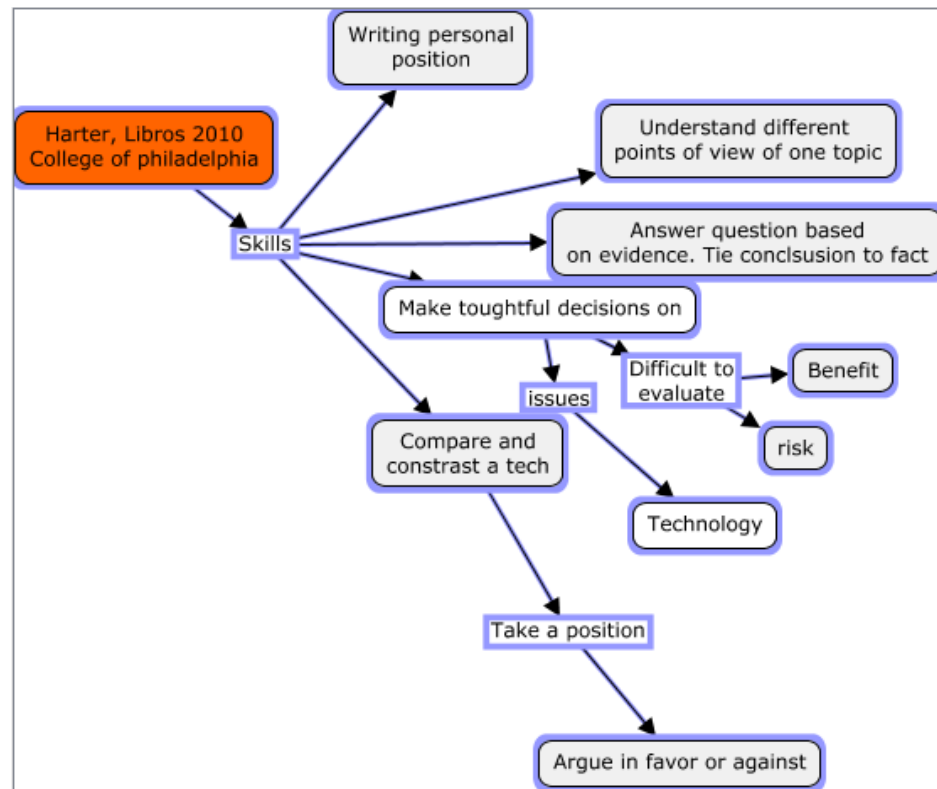 Writing personal
position
Harter, Libros 2010
College of philadelphia
Understand different
points of view of one topic
Skills
Answer question based
on evidence. Tie conclsusion to fact
Make toughtful decisions on
Difficult to
evaluate
Benefit
issues
Compare and
constrast a tech
risk
Technology
Take a position
Argue in favor or against